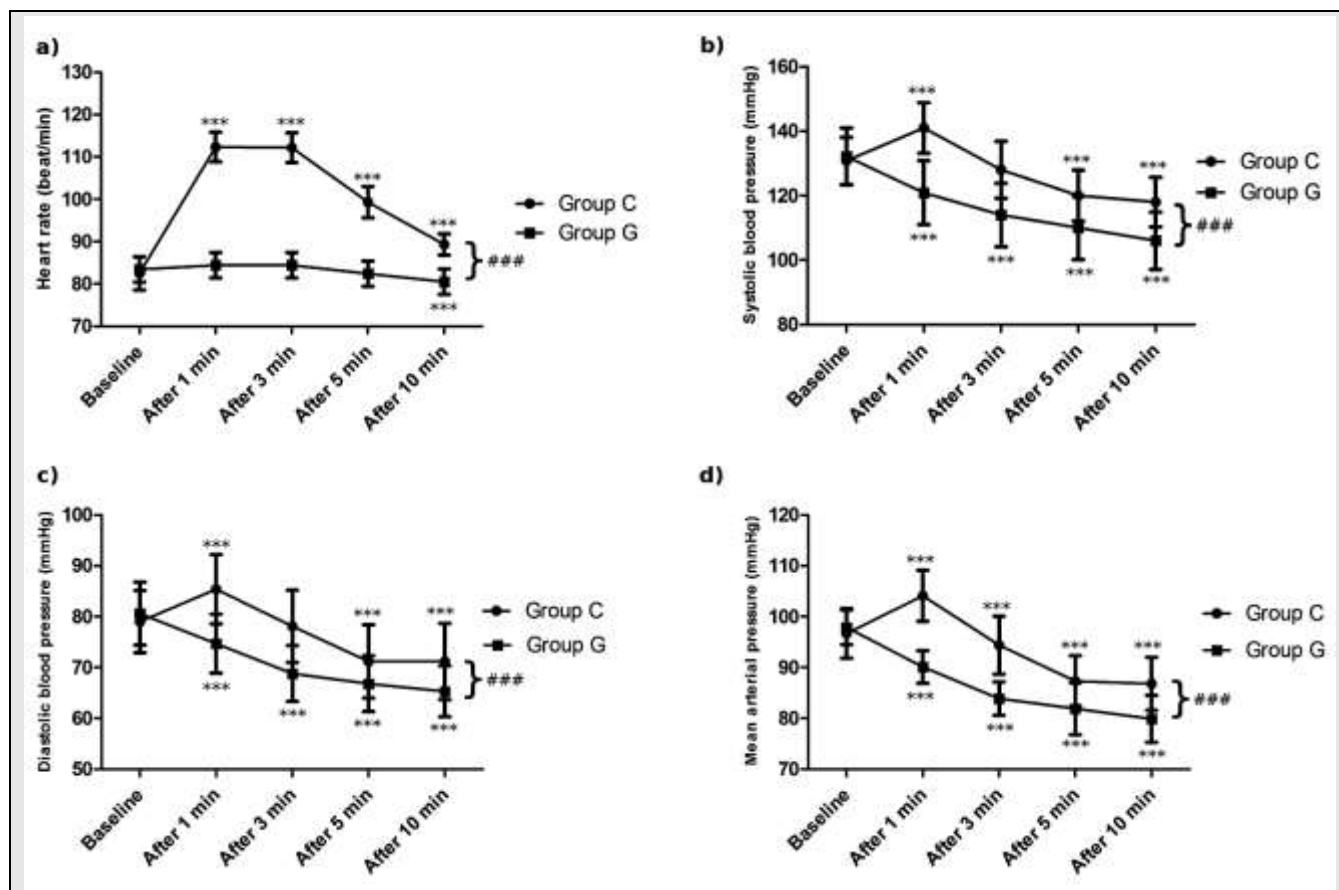 a)
Heart rate (beat/min)
130
120
110
100
90
80
70
*** ***
***
***
***
Group C
Group G
} ###
Baseline
After 1 min
After 3 min
After 5 min
After 10 min
b)
Systolic blood pressure (mmHg)
160
140
120
100
80
***
*** ***
***
***
***
***
Group C
Group G
} ###
Baseline
After 1 min
After 3 min
After 5 min
After 10 min
c)
Diastolic blood pressure (mmHg)
100
90
80
70
60
50
***
*** ***
***
***
*** ***
Group C
Group G
} ###
Baseline
After 1 min
After 3 min
After 5 min
After 10 min
d)
Mean arterial pressure (mmHg)
120
110
100
90
80
70
***
***
*** ***
***
***
***
***
Group C
Group G
} ###
Baseline
After 1 min
After 3 min
After 5 min
After 10 min